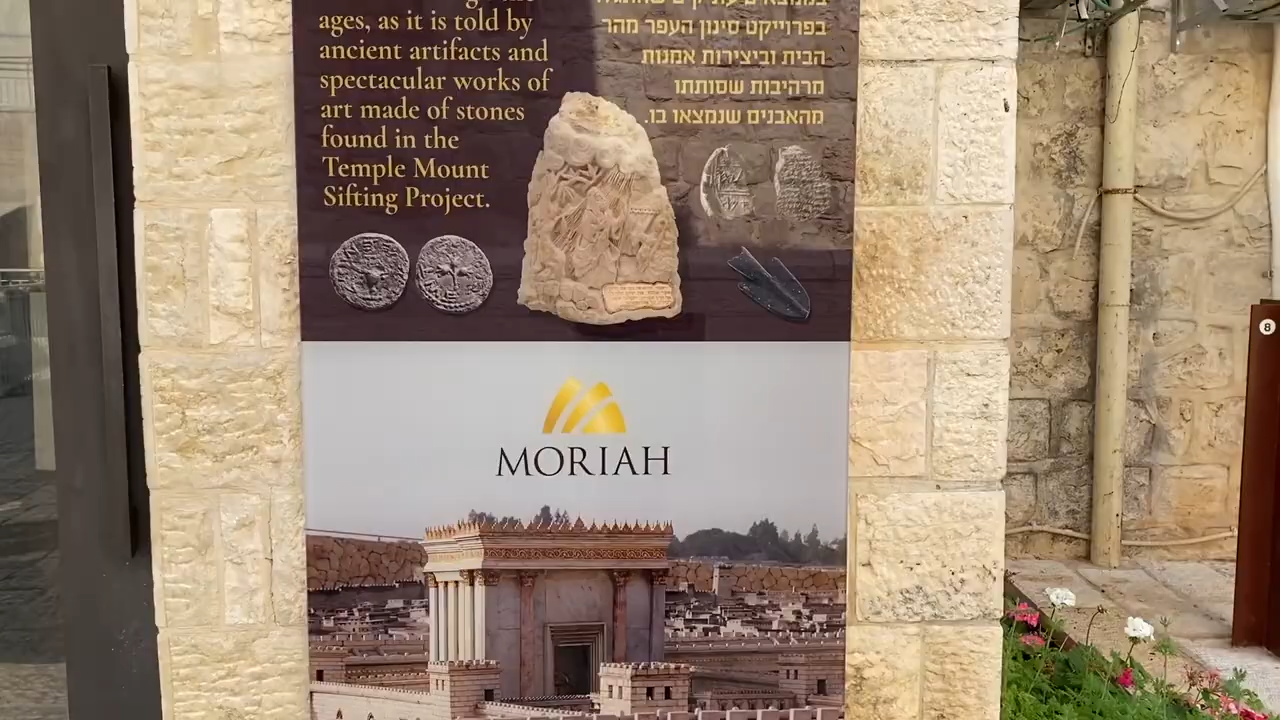 ages, as it is told by
ancient artifacts and
spectacular works of
art made of stones
found in the
Temple Mount
Sifting Project.
בפרוייקט סינון העפר מהר
הבית וביצירות אמנות
מרהיבות שסותתו
מהאבנים שנמצאו בו.
MORIAH
8